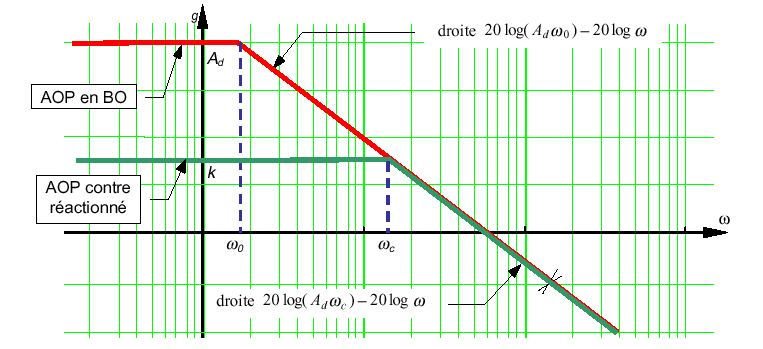 g
droite 20 log( A_d ω_0 ) – 20 log ω
A_d
AOP en BO
AOP contre
réactionné
k
ω
ω_0
ω_c
droite 20 log( A_d ω_c ) – 20 log ω